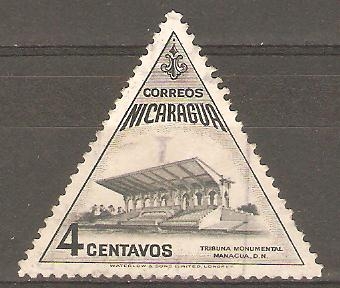 CORREOS
NICARAGUA
4 CENTAVOS
TRIBUNA MONUMENTAL
MANAGUA, D.N.
WATERLOW & SONS LIMITED, LONDRES